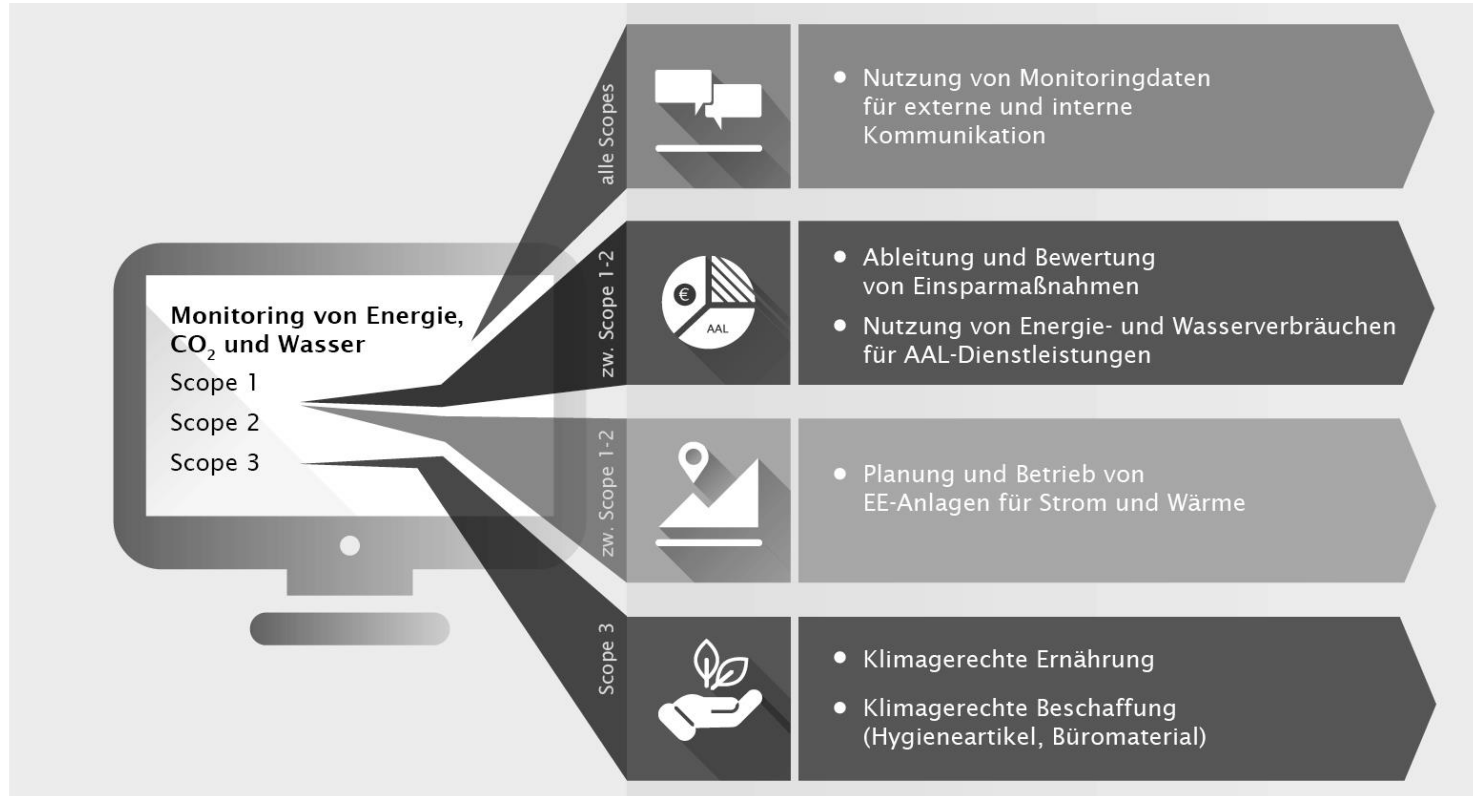 Monitoring von Energie,
CO₂ und Wasser
Scope 1
Scope 2
Scope 3
alle Scopes
• Nutzung von Monitoringdaten
für externe und interne
Kommunikation
zw. Scope 1-2
€
AAL
• Ableitung und Bewertung
von Einsparmaßnahmen
• Nutzung von Energie- und Wasserverbräuchen
für AAL-Dienstleistungen
zw. Scope 1-2
• Planung und Betrieb von
EE-Anlagen für Strom und Wärme
Scope 3
• Klimagerechte Ernährung
• Klimagerechte Beschaffung
(Hygieneartikel, Büromaterial)